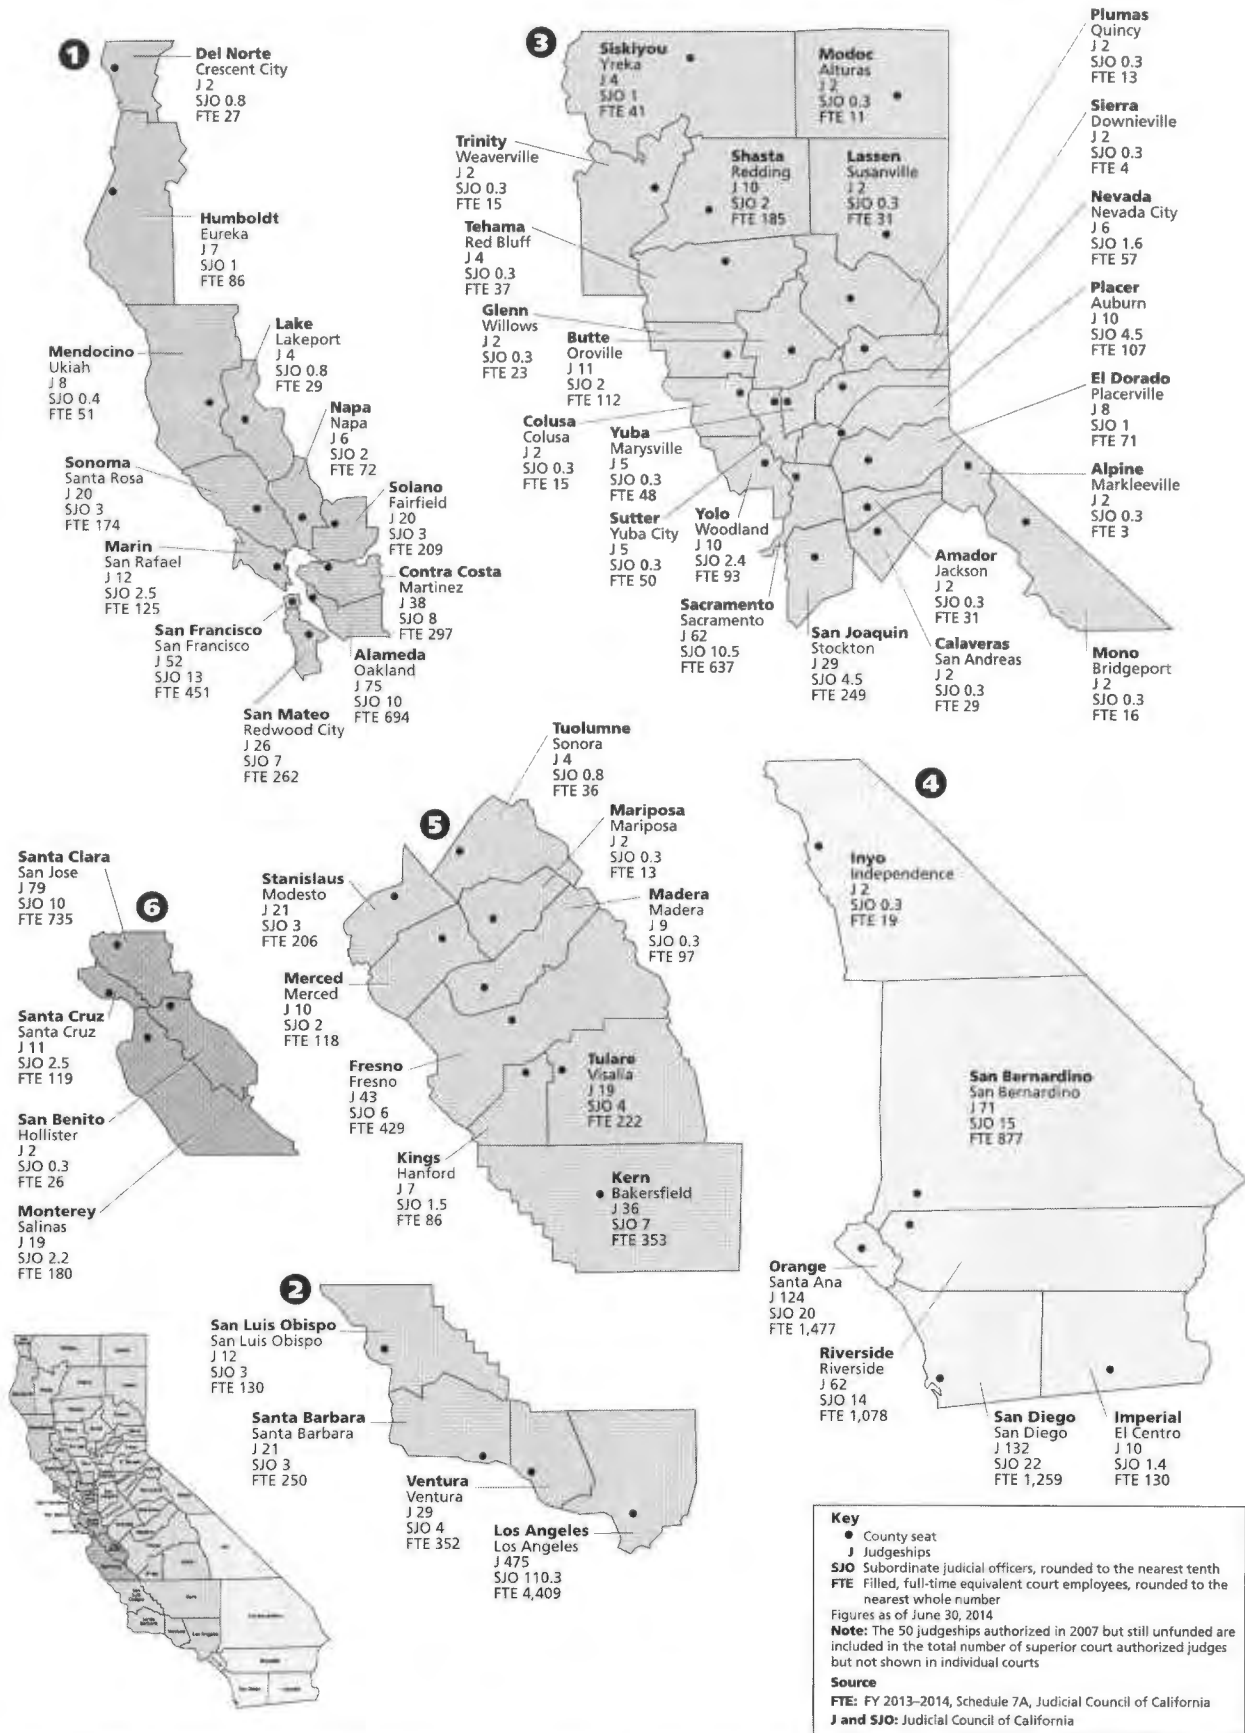 1
Del Norte
Crescent City
J 2
SJO 0.8
FTE 27
Humboldt
Eureka
J 7
SJO 1
FTE 86
Lake
Lakeport
J 4
SJO 0.8
FTE 29
Mendocino
Ukiah
J 8
SJO 0.4
FTE 51
Napa
Napa
J 6
SJO 2
FTE 72
Sonoma
Santa Rosa
J 20
SJO 3
FTE 174
Solano
Fairfield
J 20
SJO 3
FTE 209
Marin
San Rafael
J 12
SJO 2.5
FTE 125
Contra Costa
Martinez
J 38
SJO 8
FTE 297
San Francisco
San Francisco
J 52
SJO 13
FTE 451
Alameda
Oakland
J 75
SJO 10
FTE 694
San Mateo
Redwood City
J 26
SJO 7
FTE 262
3
Siskiyou
Yreka
J 4
SJO 1
FTE 41
Modoc
Alturas
J 2
SJO 0.3
FTE 11
Plumas
Quincy
J 2
SJO 0.3
FTE 13
Sierra
Downieville
J 2
SJO 0.3
FTE 4
Trinity
Weaverville
J 2
SJO 0.3
FTE 15
Shasta
Redding
J 10
SJO 2
FTE 185
Lassen
Susanville
J 2
SJO 0.3
FTE 31
Nevada
Nevada City
J 6
SJO 1.6
FTE 57
Tehama
Red Bluff
J 4
SJO 0.3
FTE 37
Placer
Auburn
J 10
SJO 4.5
FTE 107
Glenn
Willows
J 2
SJO 0.3
FTE 23
Butte
Oroville
J 11
SJO 2
FTE 112
El Dorado
Placerville
J 8
SJO 1
FTE 71
Colusa
Colusa
J 2
SJO 0.3
FTE 15
Yuba
Marysville
J 5
SJO 0.3
FTE 48
Alpine
Markleeville
J 2
SJO 0.3
FTE 3
Sutter
Yuba City
J 5
SJO 0.3
FTE 50
Yolo
Woodland
J 10
SJO 2.4
FTE 93
Amador
Jackson
J 2
SJO 0.3
FTE 31
Sacramento
Sacramento
J 62
SJO 10.5
FTE 637
San Joaquin
Stockton
J 29
SJO 4.5
FTE 249
Calaveras
San Andreas
J 2
SJO 0.3
FTE 29
Mono
Bridgeport
J 2
SJO 0.3
FTE 16
5
Tuolumne
Sonora
J 4
SJO 0.8
FTE 36
Mariposa
Mariposa
J 2
SJO 0.3
FTE 13
Stanislaus
Modesto
J 21
SJO 3
FTE 206
Madera
Madera
J 9
SJO 0.3
FTE 97
Merced
Merced
J 10
SJO 2
FTE 118
Fresno
Fresno
J 43
SJO 6
FTE 429
Tulare
Visalia
J 19
SJO 4
FTE 222
Kings
Hanford
J 7
SJO 1.5
FTE 86
Kern
Bakersfield
J 36
SJO 7
FTE 353
6
Santa Clara
San Jose
J 79
SJO 10
FTE 735
Santa Cruz
Santa Cruz
J 11
SJO 2.5
FTE 119
San Benito
Hollister
J 2
SJO 0.3
FTE 26
Monterey
Salinas
J 19
SJO 2.2
FTE 180
4
Inyo
Independence
J 2
SJO 0.3
FTE 19
San Bernardino
San Bernardino
J 71
SJO 15
FTE 877
Orange
Santa Ana
J 124
SJO 20
FTE 1,477
Riverside
Riverside
J 62
SJO 14
FTE 1,078
San Diego
San Diego
J 132
SJO 22
FTE 1,259
Imperial
El Centro
J 10
SJO 1.4
FTE 130
2
San Luis Obispo
San Luis Obispo
J 12
SJO 3
FTE 130
Santa Barbara
Santa Barbara
J 21
SJO 3
FTE 250
Ventura
Ventura
J 29
SJO 4
FTE 352
Los Angeles
Los Angeles
J 475
SJO 110.3
FTE 4,409
Key
County seat
J Judgeships
SJO Subordinate judicial officers, rounded to the nearest tenth
FTE Filled, full-time equivalent court employees, rounded to the
nearest whole number
Figures as of June 30, 2014
Note: The 50 judgeships authorized in 2007 but still unfunded are
included in the total number of superior court authorized judges
but not shown in individual courts
Source
FTE: FY 2013–2014, Schedule 7A, Judicial Council of California
J and SJO: Judicial Council of California